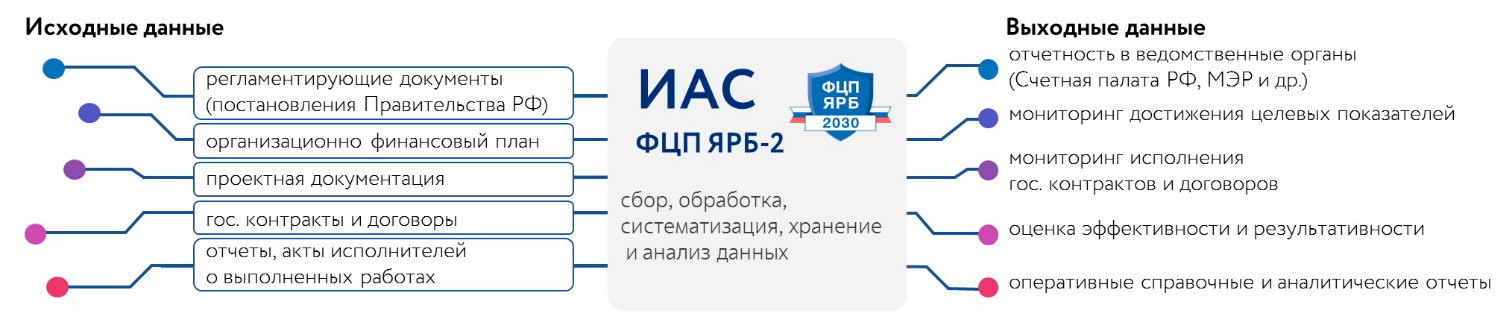 Исходные данные
регламентирующие документы
(постановления Правительства РФ)
организационно финансовый план
проектная документация
гос. контракты и договоры
отчеты, акты исполнителей
о выполненных работах
ИАС
ФЦП ЯРБ-2
ФЦП
ЯРБ
2030
сбор, обработка,
систематизация, хранение
и анализ данных
Выходные данные
отчетность в ведомственные органы
(Счетная палата РФ, МЭР и др.)
мониторинг достижения целевых показателей
мониторинг исполнения
гос. контрактов и договоров
оценка эффективности и результативности
оперативные справочные и аналитические отчеты